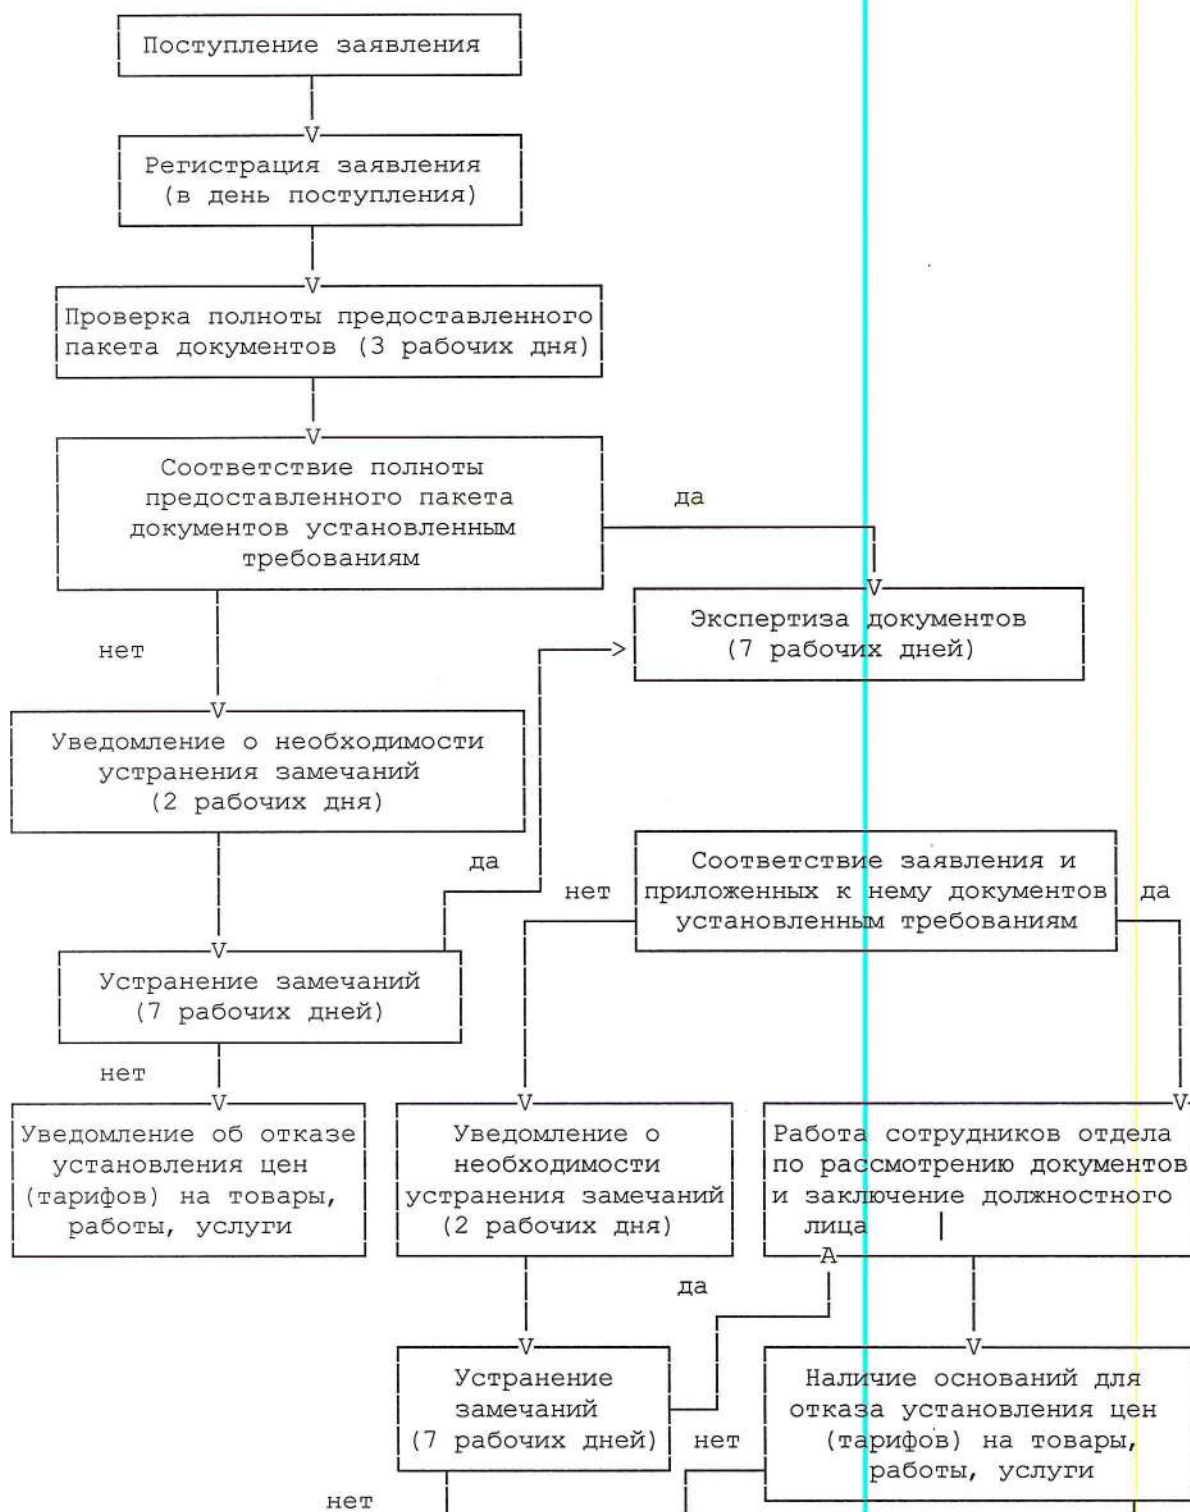 Поступление заявления
Регистрация заявления
(в день поступления)
Проверка полноты предоставленного
пакета документов (3 рабочих дня)
Соответствие полноты
предоставленного пакета
документов установленным
требованиям
да
Экспертиза документов
(7 рабочих дней)
нет
Уведомление о необходимости
устранения замечаний
(2 рабочих дня)
да
Соответствие заявления и
приложенных к нему документов
установленным требованиям
нет
да
Устранение замечаний
(7 рабочих дней)
нет
Уведомление об отказе
установления цен
(тарифов) на товары,
работы, услуги
Уведомление о
необходимости
устранения замечаний
(2 рабочих дня)
Работа сотрудников отдела
по рассмотрению документов
и заключение должностного
лица
да
Устранение
замечаний
(7 рабочих дней)
нет
Наличие оснований для
отказа установления цен
(тарифов) на товары,
работы, услуги
нет